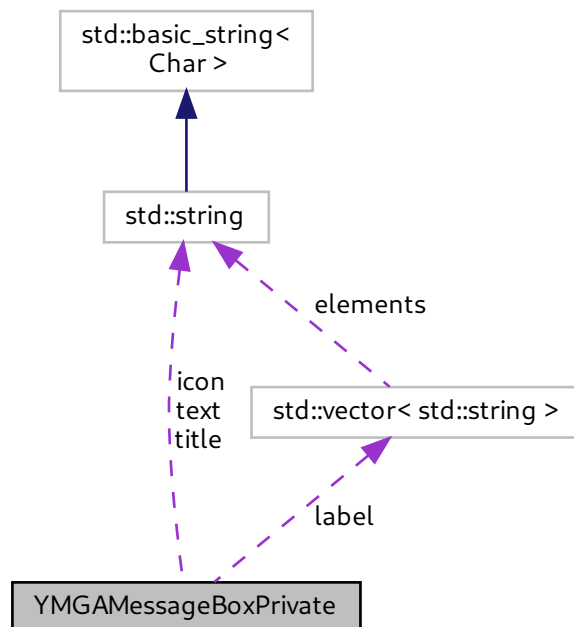 std::basic_string<
Char >
std::string
elements
icon
text
title
std::vector< std::string >
label
YMGAMessageBoxPrivate